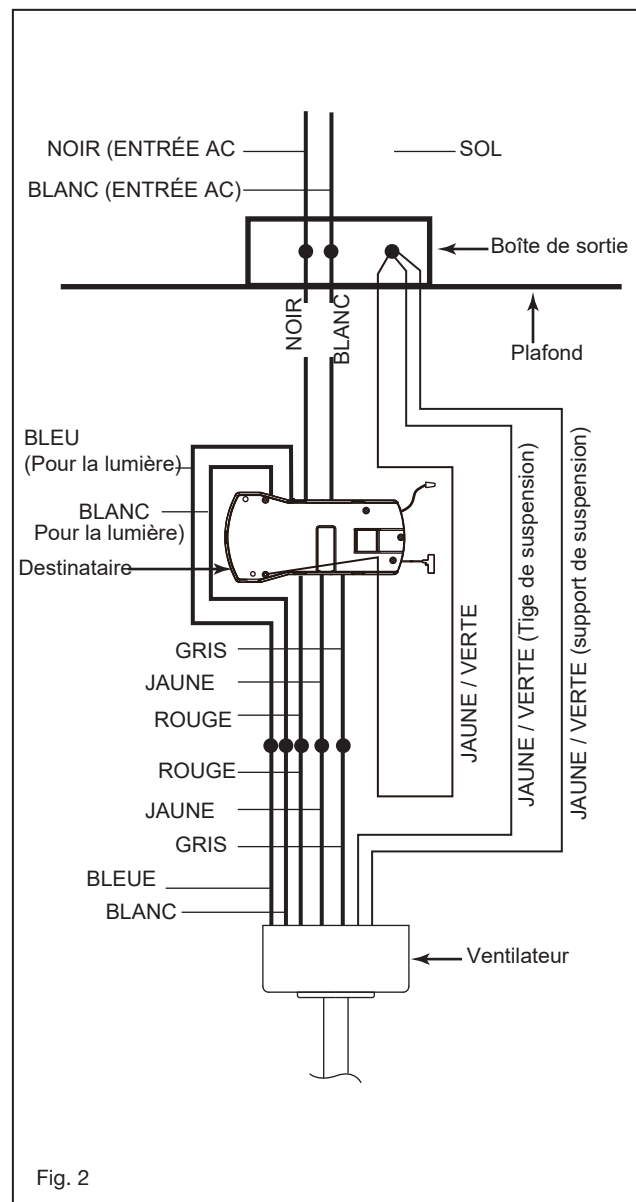 NOIR (ENTRÉE AC
SOL
BLANC (ENTRÉE AC)
Boîte de sortie
Plafond
NOIR
BLANC
BLEU
(Pour la lumière)
BLANC
Pour la lumière)
Destinataire
GRIS
JAUNE
ROUGE
ROUGE
JAUNE
GRIS
BLEUE
BLANC
JAUNE / VERTE
JAUNE / VERTE (Tige de suspension)
JAUNE / VERTE (support de suspension)
Ventilateur
Fig. 2